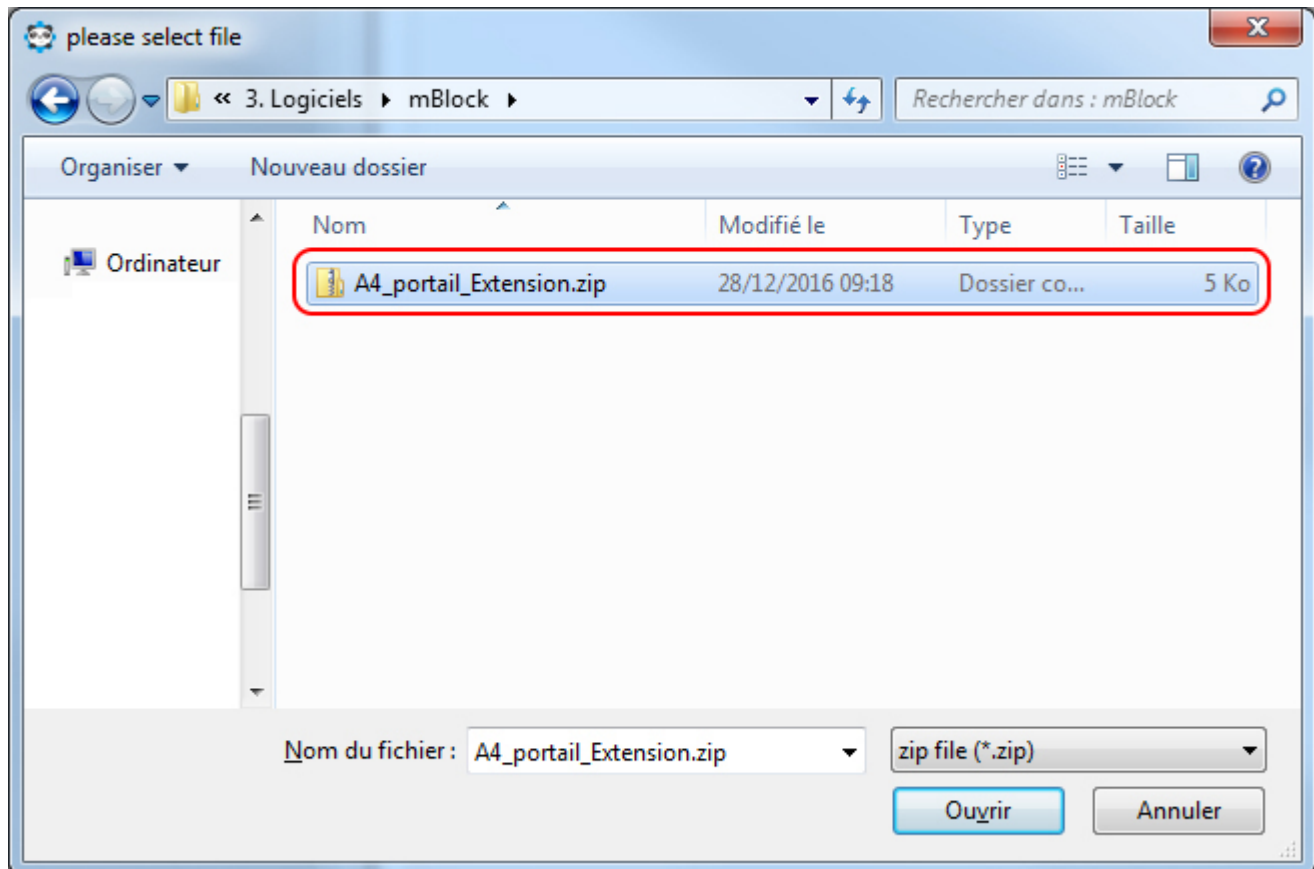 please select file
« 3. Logiciels ▸ mBlock ▸ Rechercher dans : mBlock
Organiser Nouveau dossier
Nom Modifié le Type Taille
Ordinateur
A4_portail_Extension.zip 28/12/2016 09:18 Dossier co... 5 Ko
Nom du fichier : A4_portail_Extension.zip zip file (*.zip)
Ouvrir Annuler